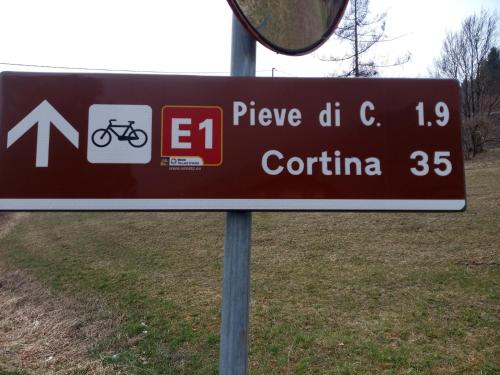 Pieve di C. 1.9
E1
Cortina 35